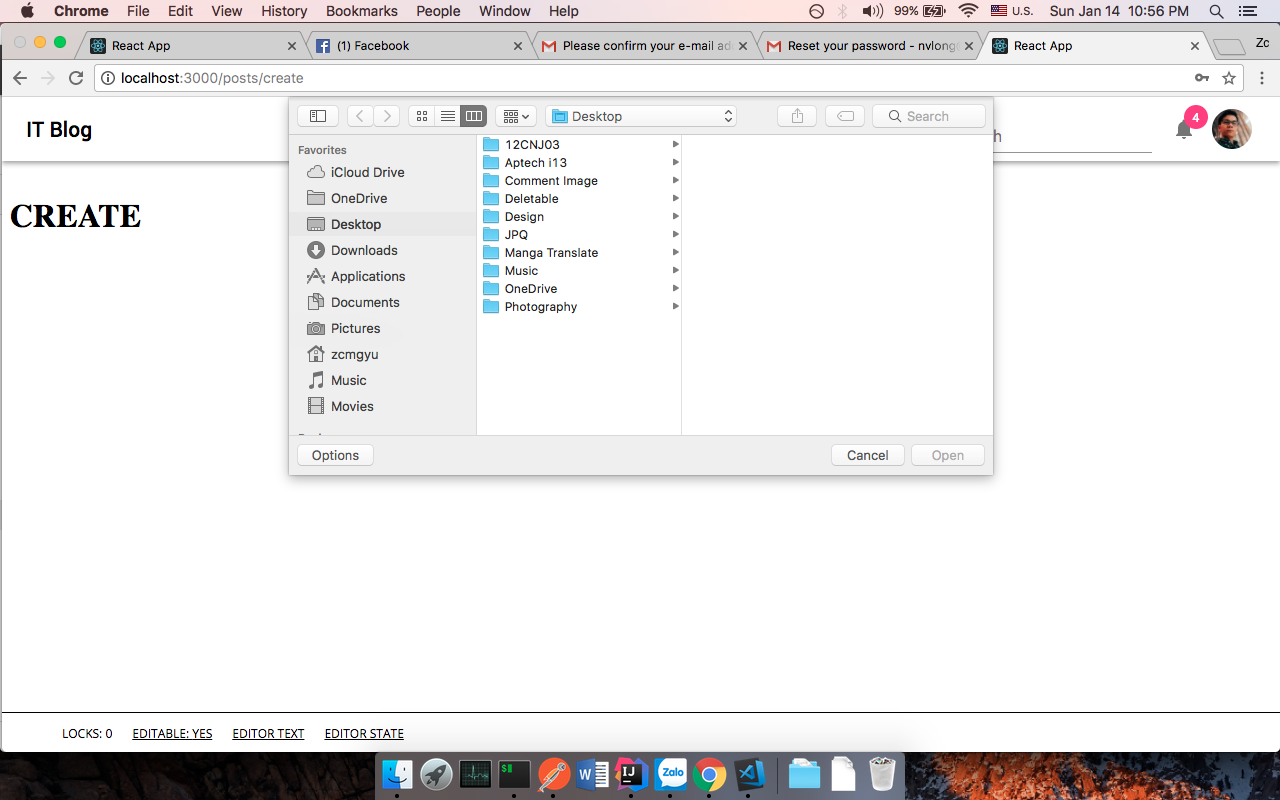 Chrome File Edit View History Bookmarks People Window Help 99% U.S. Sun Jan 14 10:56 PM
React App (1) Facebook Please confirm your e-mail ad Reset your password - nvlong React App Zc
localhost:3000/posts/create
IT Blog
4
h
CREATE
Desktop
Search
Favorites
iCloud Drive
OneDrive
Desktop
Downloads
Applications
Documents
Pictures
zcmgyu
Music
Movies
12CNJ03
Aptech i13
Comment Image
Deletable
Design
JPQ
Manga Translate
Music
OneDrive
Photography
Options
Cancel Open
LOCKS: 0 EDITABLE: YES EDITOR TEXT EDITOR STATE
$
W
IJ
Zalo